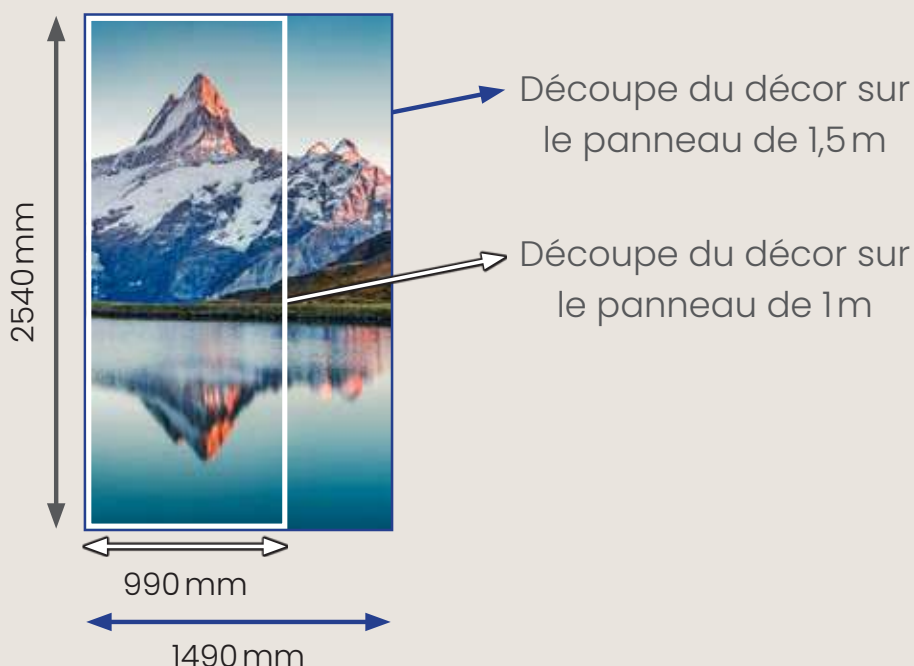 Découpe du décor sur
le panneau de 1,5 m
2540 mm
Découpe du décor sur
le panneau de 1 m
990 mm
1490 mm